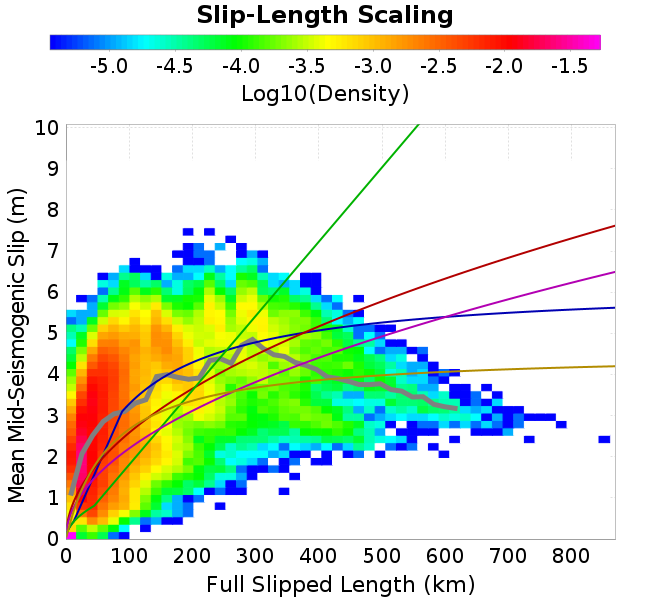 Slip-Length Scaling
-5.0 -4.5 -4.0 -3.5 -3.0 -2.5 -2.0 -1.5
Log10(Density)
10
9
8
7
6
5
4
3
2
1
0
Mean Mid-Seismogenic Slip (m)
0 100 200 300 400 500 600 700 800
Full Slipped Length (km)